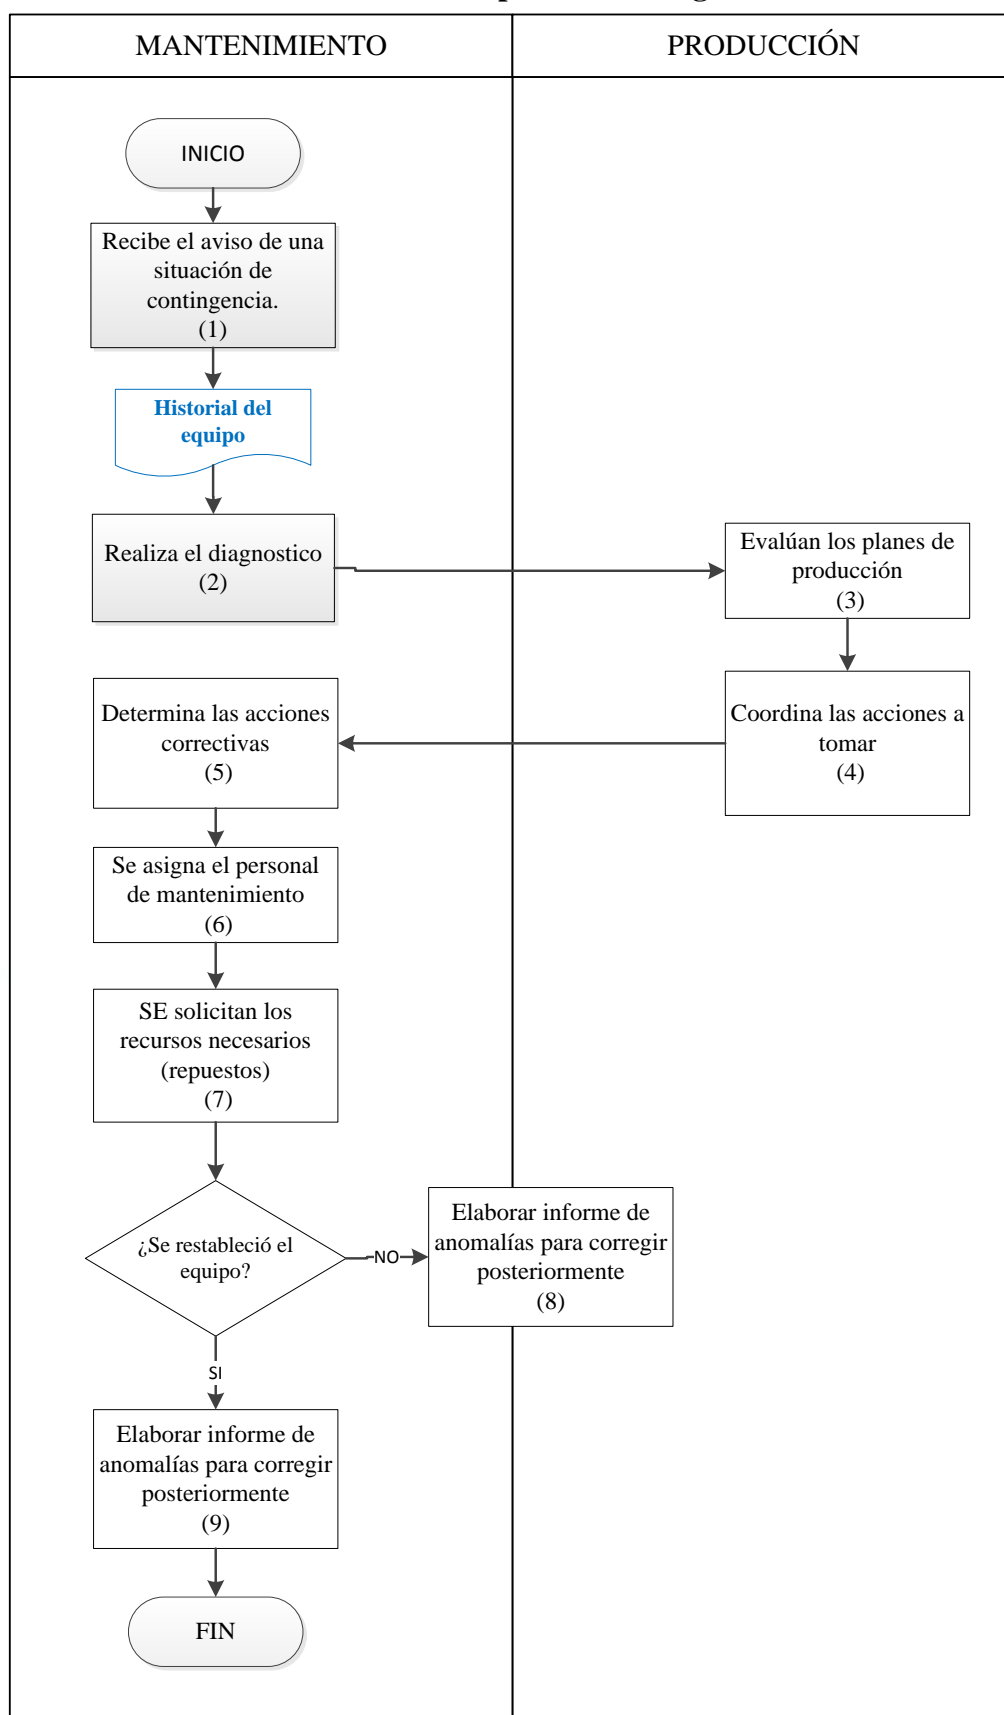 MANTENIMIENTO
PRODUCCIÓN
INICIO
Recibe el aviso de una
situación de
contingencia.
(1)
Historial del
equipo
Realiza el diagnostico
(2)
Evalúan los planes de
producción
(3)
Coordina las acciones a
tomar
(4)
Determina las acciones
correctivas
(5)
Se asigna el personal
de mantenimiento
(6)
SE solicitan los
recursos necesarios
(repuestos)
(7)
¿Se restableció el
equipo?
NO
Elaborar informe de
anomalías para corregir
posteriormente
(8)
SI
Elaborar informe de
anomalías para corregir
posteriormente
(9)
FIN